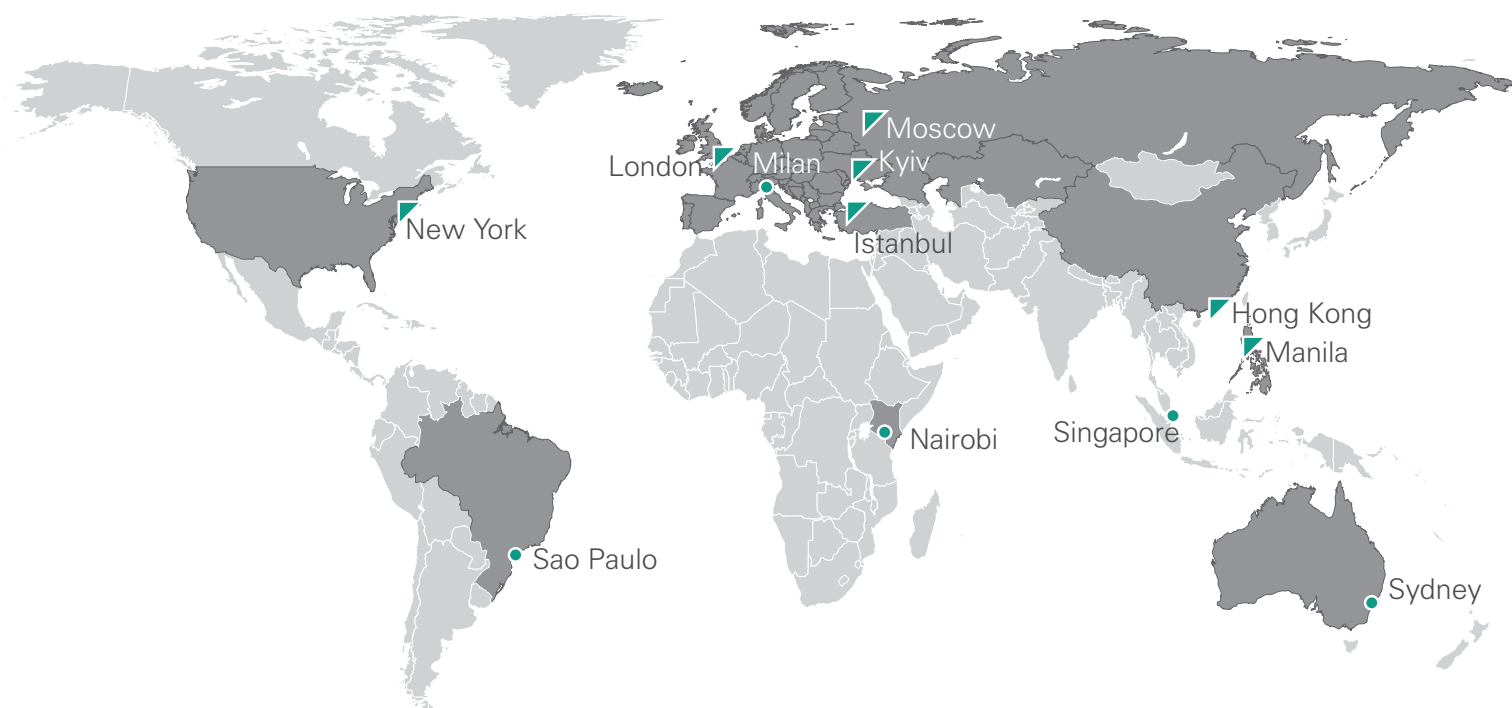 Moscow
London
Milan
Kyiv
New York
Istanbul
Hong Kong
Manila
Singapore
Nairobi
Sao Paulo
Sydney